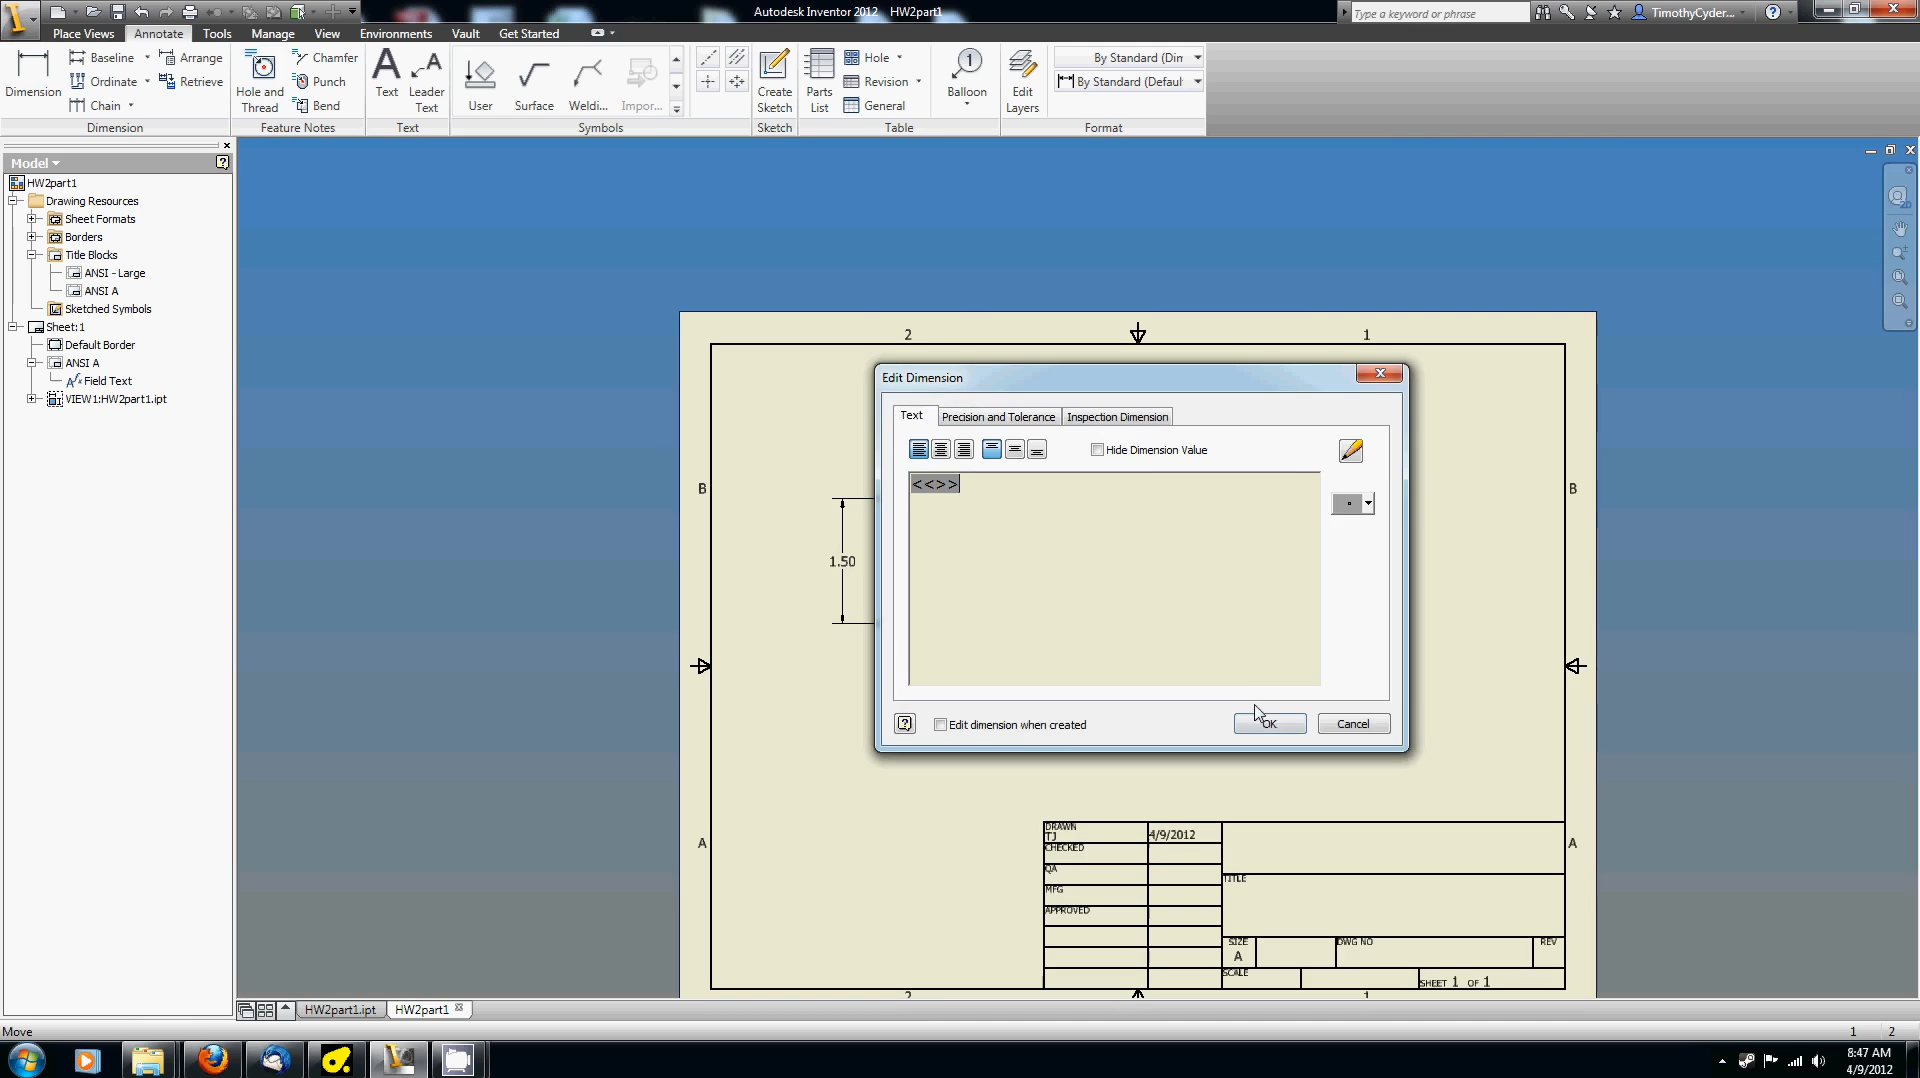 Autodesk Inventor 2012 HW2part1
Type a keyword or phrase
TimothyCyder...
Place Views Annotate Tools Manage View Environments Vault Get Started
Dimension
Baseline
Ordinate
Chain
Arrange
Retrieve
Dimension
Hole and
Thread
Chamfer
Punch
Bend
Feature Notes
Text
Leader
Text
Text
User Surface Weldi... Impor...
Symbols
Create
Sketch
Sketch
Parts
List
Hole
Revision
General
1
Balloon
Table
Edit
Layers
By Standard (Dim
By Standard (Defaul
Format
Model
HW2part1
Drawing Resources
Sheet Formats
Borders
Title Blocks
ANSI - Large
ANSI A
Sketched Symbols
Sheet:1
Default Border
ANSI A
Field Text
VIEW1:HW2part1.ipt
2D
2 1
Edit Dimension
Text Precision and Tolerance Inspection Dimension
Hide Dimension Value
<<>>
B B
1.50
Edit dimension when created
OK Cancel
A A
DRAWN
TJ
4/9/2012
CHECKED
QA
MFG
APPROVED
TITLE
SIZE
A
DWG NO
REV
SCALE
SHEET 1 OF 1
2 1
HW2part1.ipt HW2part1
Move
1 2
8:47 AM
4/9/2012